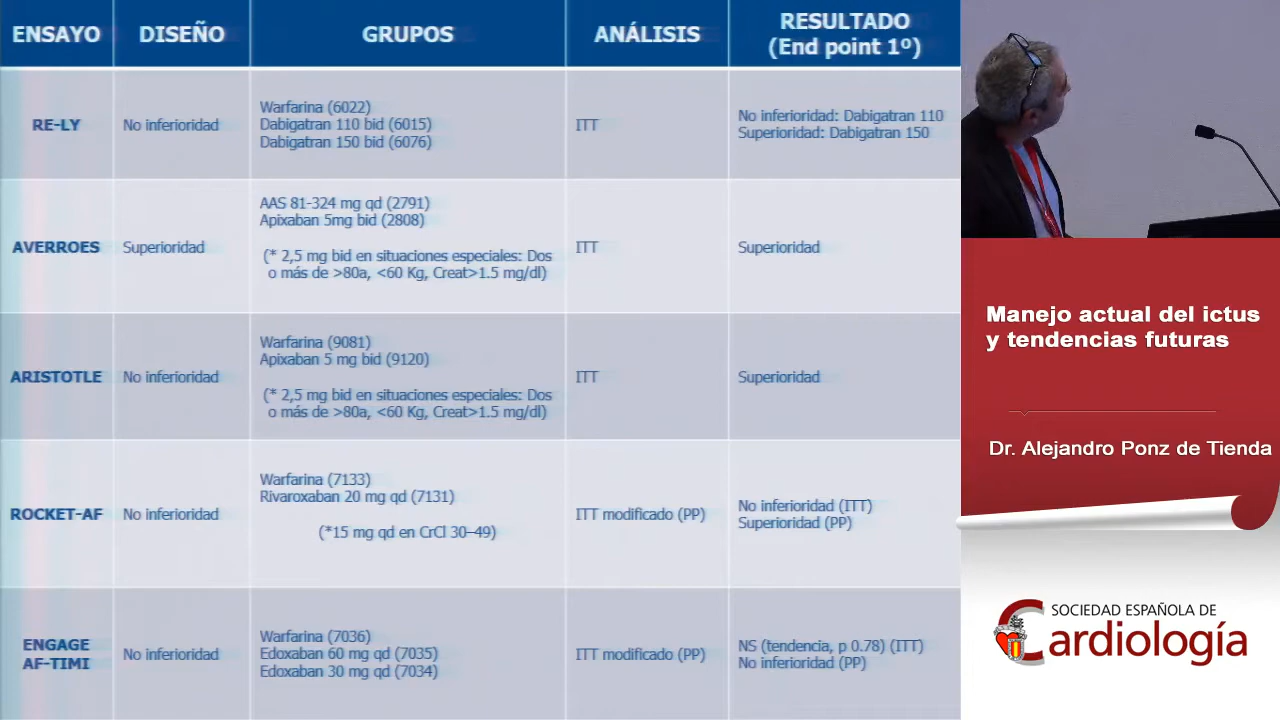 ENSAYO
DISEÑO
GRUPOS
ANÁLISIS
RESULTADO
(End point 1º)
RE-LY
No inferioridad
Warfarina (6022)
Dabigatran 110 bid (6015)
Dabigatran 150 bid (6076)
ITT
No inferioridad: Dabigatran 110
Superioridad: Dabigatran 150
AVERROES
Superioridad
AAS 81-324 mg qd (2791)
Apixaban 5mg bid (2808)
(* 2,5 mg bid en situaciones especiales: Dos
o más de >80a, <60 Kg, Creat>1.5 mg/dl)
ITT
Superioridad
ARISTOTLE
No inferioridad
Warfarina (9081)
Apixaban 5 mg bid (9120)
(* 2,5 mg bid en situaciones especiales: Dos
o más de >80a, <60 Kg, Creat>1.5 mg/dl)
ITT
Superioridad
ROCKET-AF
No inferioridad
Warfarina (7133)
Rivaroxaban 20 mg qd (7131)
(*15 mg qd en CrCl 30–49)
ITT modificado (PP)
No inferioridad (ITT)
Superioridad (PP)
ENGAGE
AF-TIMI
No inferioridad
Warfarina (7036)
Edoxaban 60 mg qd (7035)
Edoxaban 30 mg qd (7034)
ITT modificado (PP)
NS (tendencia, p 0.78) (ITT)
No inferioridad (PP)
Manejo actual del ictus
y tendencias futuras
Dr. Alejandro Ponz de Tienda
SOCIEDAD ESPAÑOLA DE
Cardiología